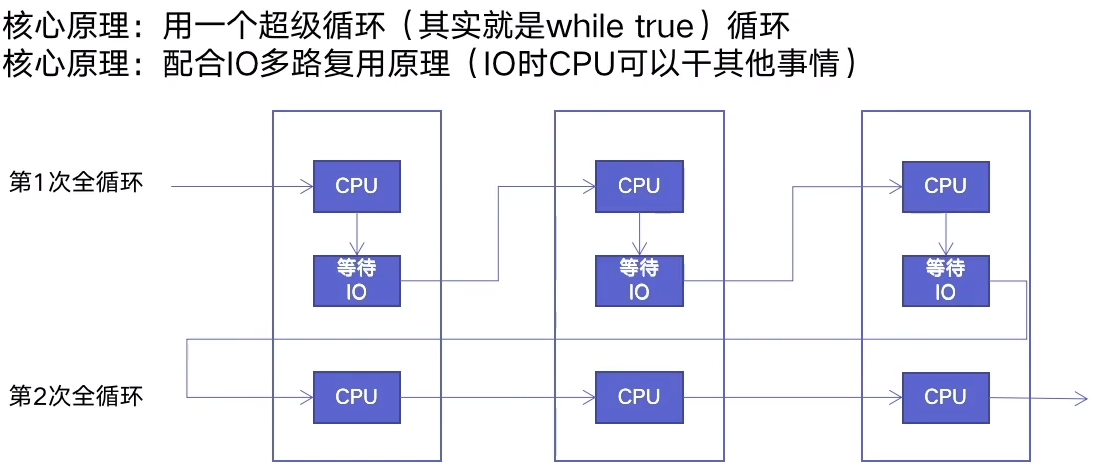 核心原理：用一个超级循环（其实就是while true）循环
核心原理：配合IO多路复用原理（IO时CPU可以干其他事情）
第1次全循环
CPU
CPU
CPU
等待
IO
等待
IO
等待
IO
第2次全循环
CPU
CPU
CPU